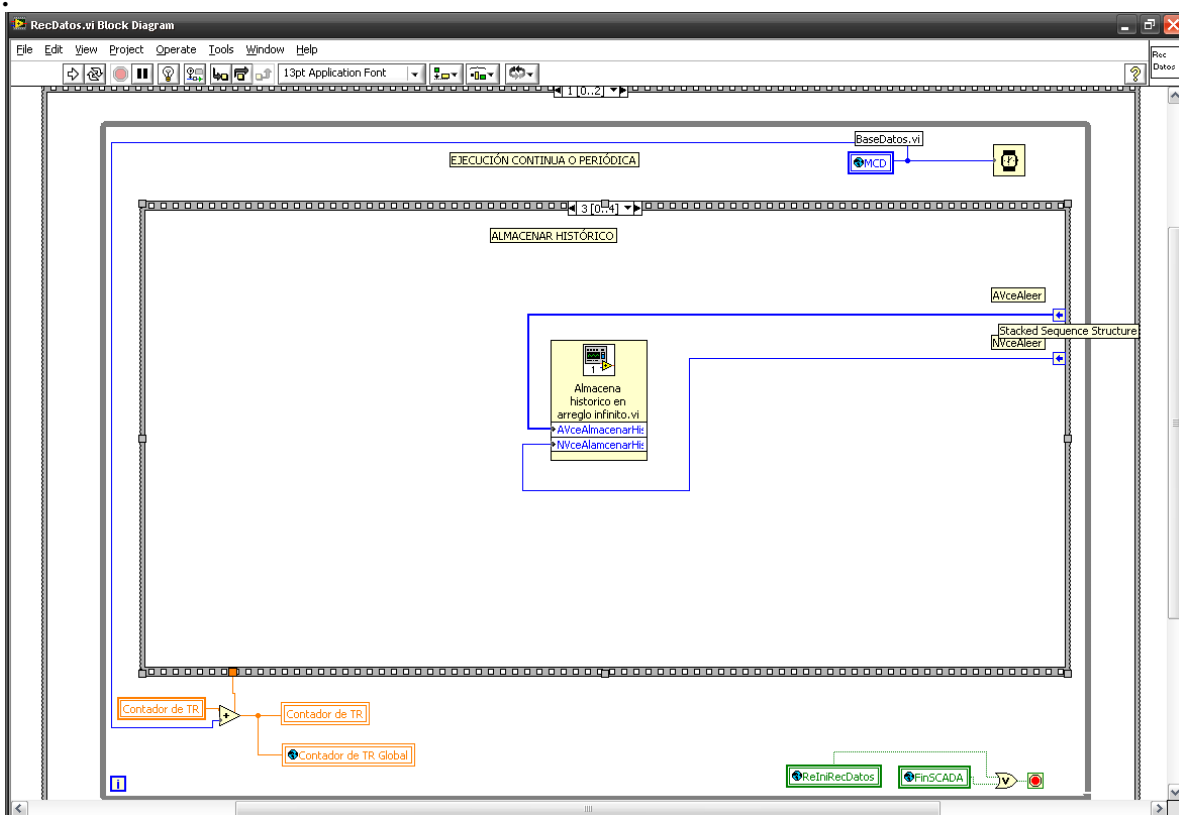 RecDatos.vi Block Diagram
File Edit View Project Operate Tools Window Help
13pt Application Font
Rec
Datos
1 [0..2]
BaseDatos.vi
EJECUCIÓN CONTINUA O PERIÓDICA
MCD
3 [0..4]
ALMACENAR HISTÓRICO
AVceAleer
Stacked Sequence Structure
NVceAleer
1
Almacena
historico en
arreglo infinito.vi
AVceAlmacenarHis
NVceAlamcenarHis
Contador de TR
Contador de TR
Contador de TR Global
i
ReIniRecDatos
FinSCADA
V